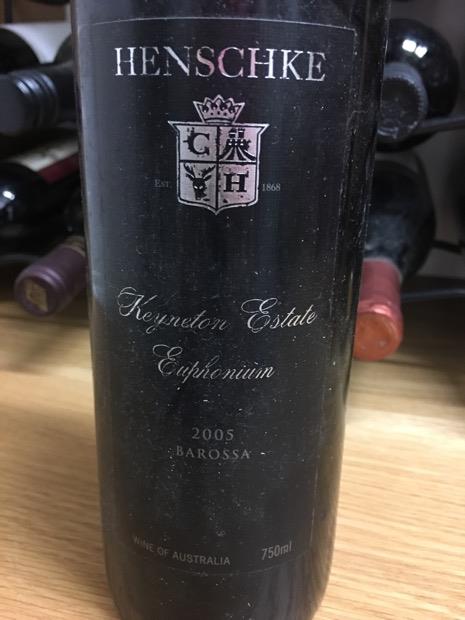 HENSCHKE
C
H
EST. 1868
Keyneton Estate
Euphonium
2005
BAROSSA
WINE OF AUSTRALIA 750ml